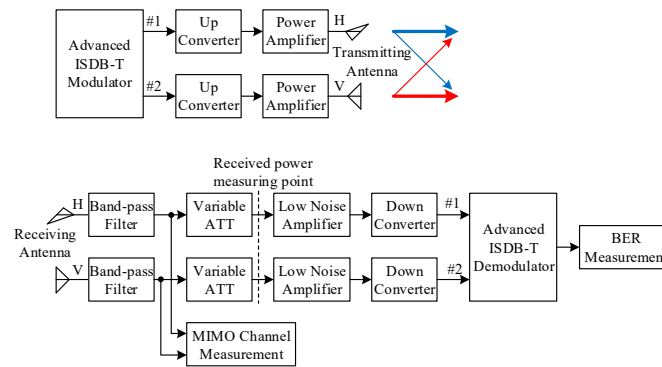 #1
Up
Converter
Power
Amplifier
H
Advanced
ISDB-T
Modulator
Transmitting
Antenna
#2
Up
Converter
Power
Amplifier
V
Received power
measuring point
H
Band-pass
Filter
Variable
ATT
Low Noise
Amplifier
Down
Converter
#1
Receiving
Antenna
Advanced
ISDB-T
Demodulator
BER
Measurement
V
Band-pass
Filter
Variable
ATT
Low Noise
Amplifier
Down
Converter
#2
MIMO Channel
Measurement